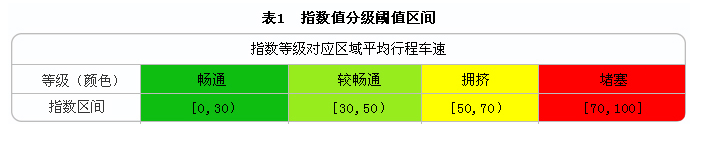 表1 指数值分级阈值区间
指数等级对应区域平均行程车速
等级（颜色） 畅通 较畅通 拥挤 堵塞
指数区间 [0,30) [30,50) [50,70) [70,100]